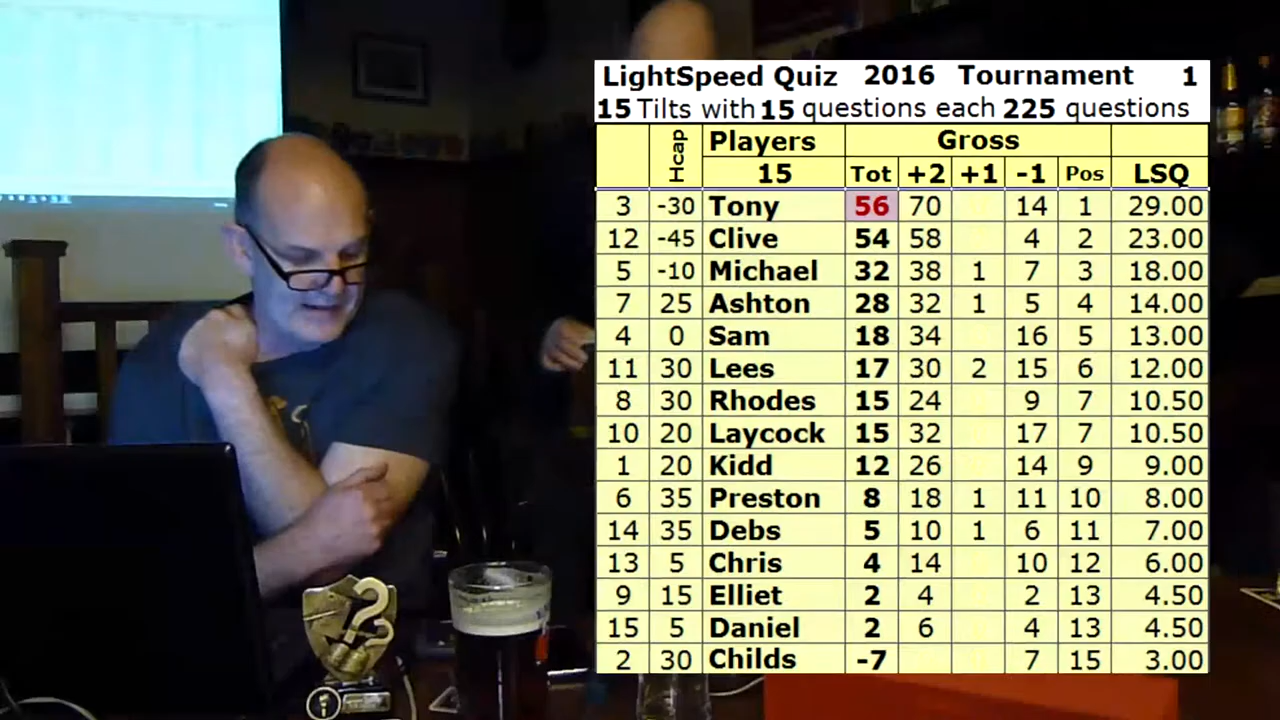 LightSpeed Quiz 2016 Tournament 1
15 Tilts with 15 questions each 225 questions
Hcap Players Gross
15 Tot +2 +1 -1 Pos LSQ
3 -30 Tony 56 70 14 1 29.00
12 -45 Clive 54 58 4 2 23.00
5 -10 Michael 32 38 1 7 3 18.00
7 25 Ashton 28 32 1 5 4 14.00
4 0 Sam 18 34 16 5 13.00
11 30 Lees 17 30 2 15 6 12.00
8 30 Rhodes 15 24 9 7 10.50
10 20 Laycock 15 32 17 7 10.50
1 20 Kidd 12 26 14 9 9.00
6 35 Preston 8 18 1 11 10 8.00
14 35 Debs 5 10 1 6 11 7.00
13 5 Chris 4 14 10 12 6.00
9 15 Elliet 2 4 2 13 4.50
15 5 Daniel 2 6 4 13 4.50
2 30 Childs -7 7 15 3.00